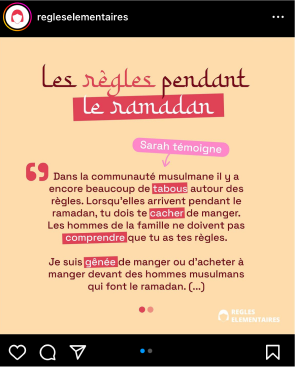 regleselementaires
Les règles pendant
le ramadan
Sarah témoigne
Dans la communauté musulmane il y a
encore beaucoup de tabous autour des
règles. Lorsqu'elles arrivent pendant le
ramadan, tu dois te cacher de manger.
Les hommes de la famille ne doivent pas
comprendre que tu as tes règles.
Je suis gênée de manger ou d'acheter à
manger devant des hommes musulmans
qui font le ramadan. (...)
REGLES
ELEMENTAIRES